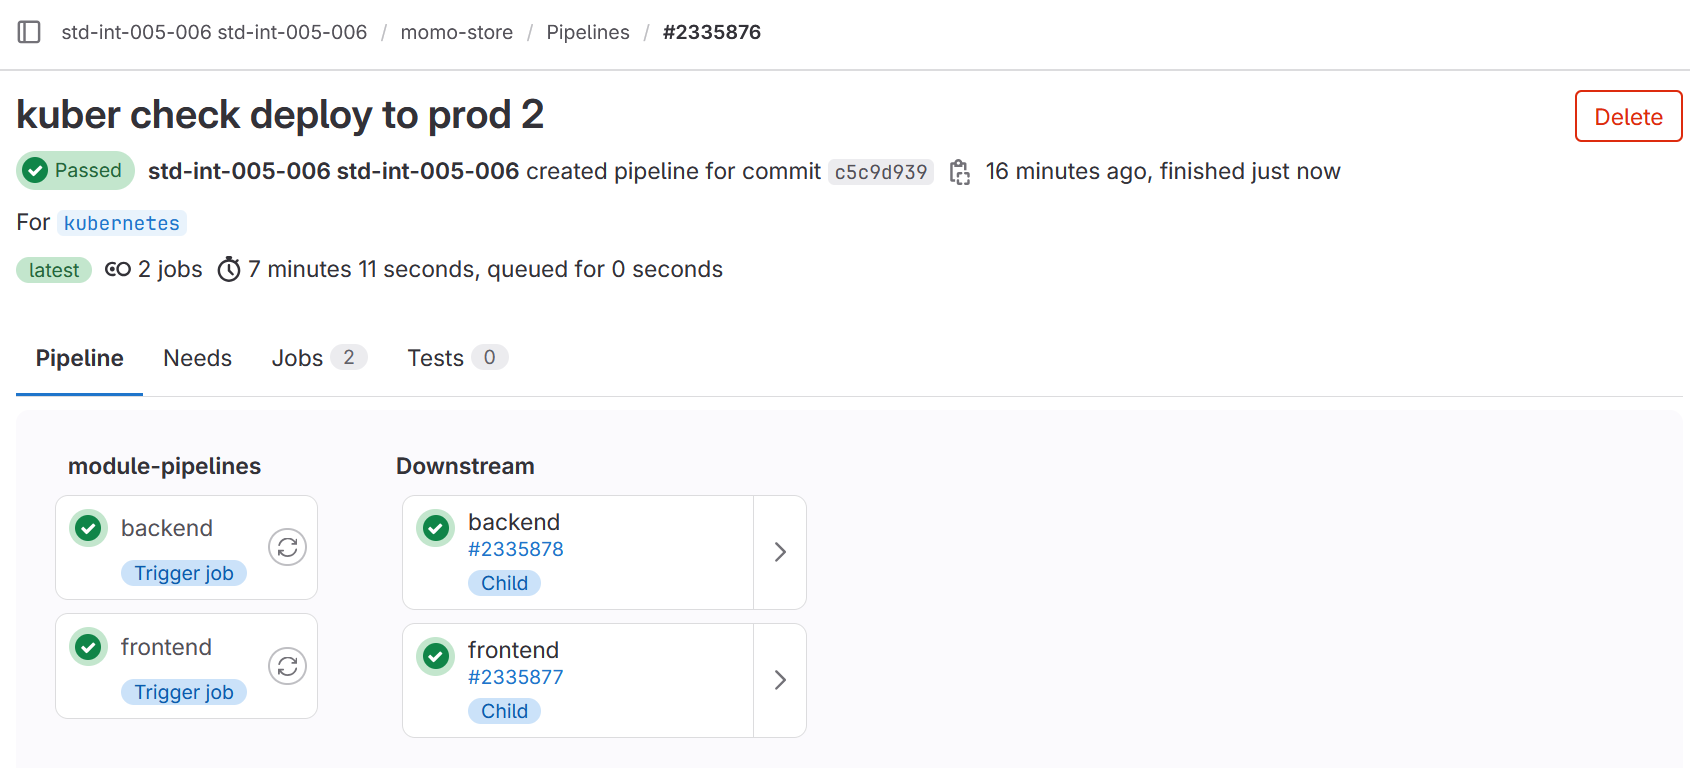 std-int-005-006 std-int-005-006 / momo-store / Pipelines / #2335876
kuber check deploy to prod 2
Delete
Passed std-int-005-006 std-int-005-006 created pipeline for commit c5c9d939 16 minutes ago, finished just now
For kubernetes
latest 2 jobs 7 minutes 11 seconds, queued for 0 seconds
Pipeline Needs Jobs 2 Tests 0
module-pipelines
backend
Trigger job
frontend
Trigger job
Downstream
backend
#2335878
Child
frontend
#2335877
Child